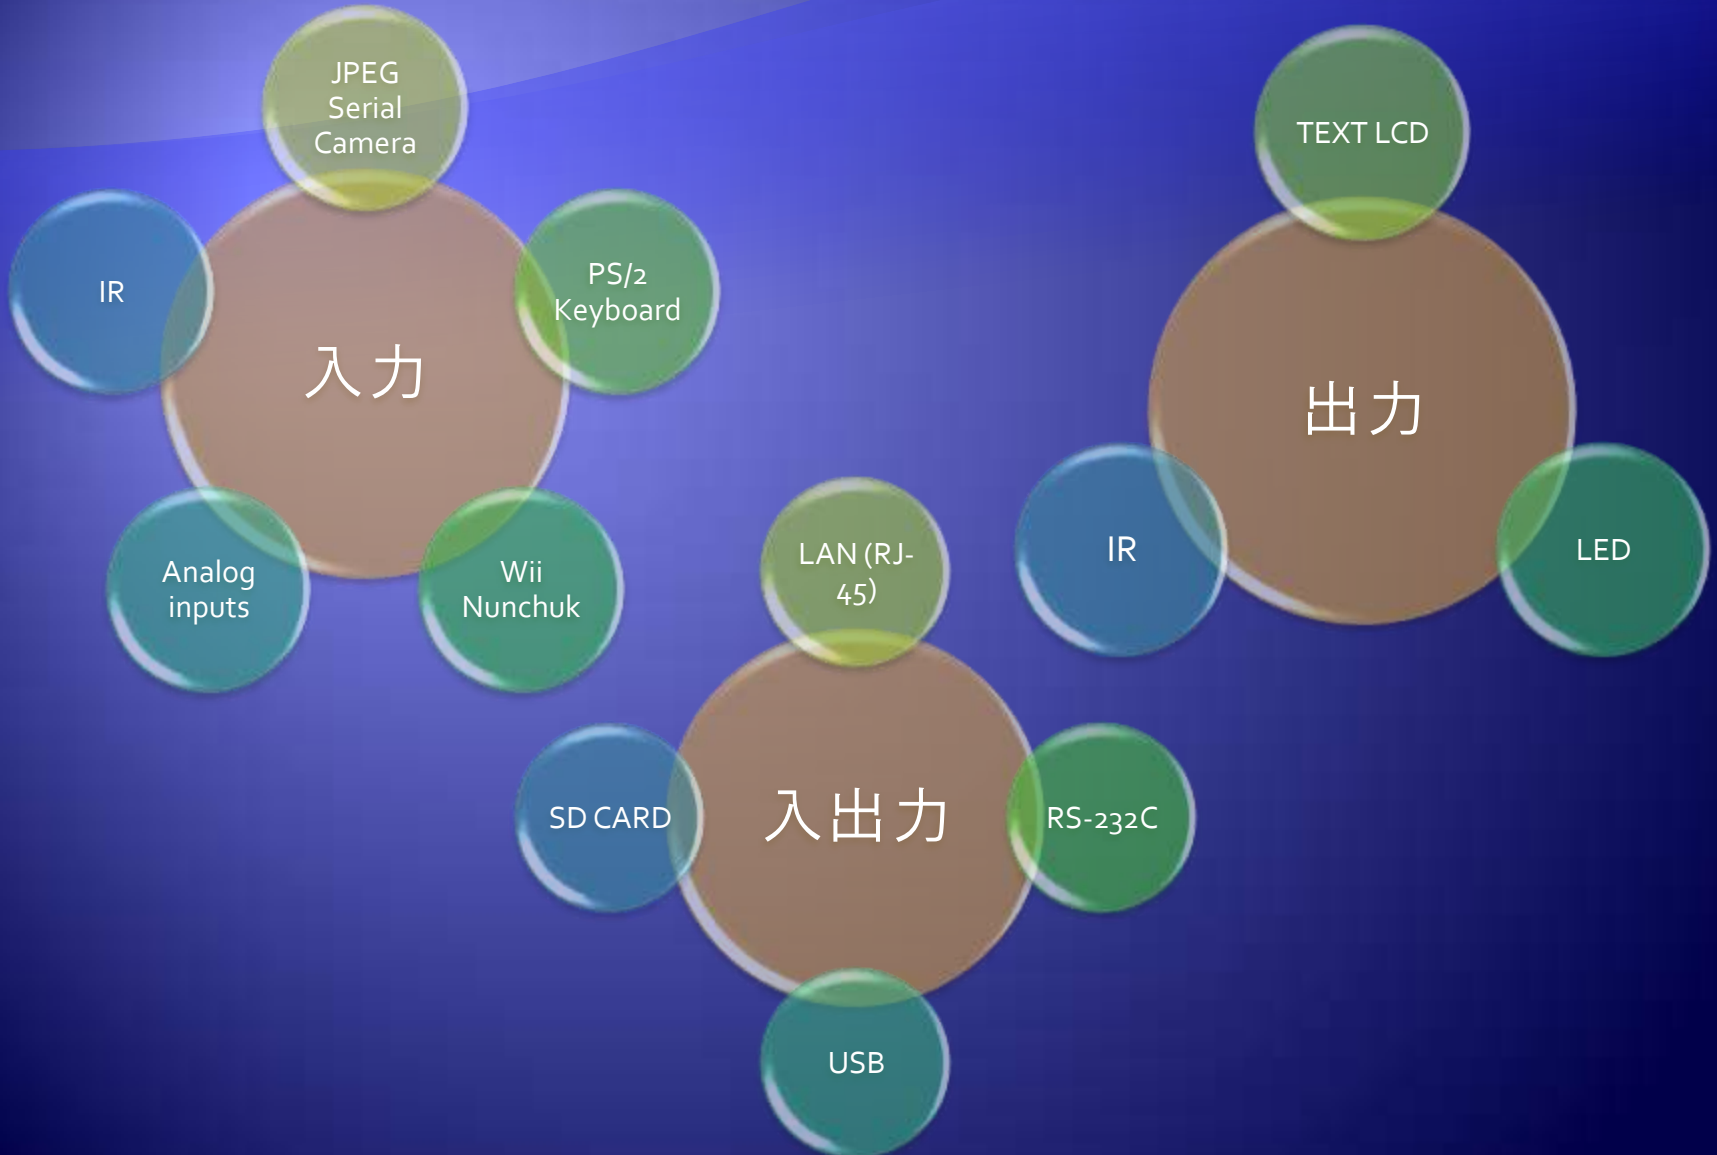 JPEG
Serial
Camera
IR
PS/2
Keyboard
入力
Analog
inputs
Wii
Nunchuk
TEXT LCD
出力
IR
LED
LAN (RJ-
45)
SD CARD
入出力
RS-232C
USB